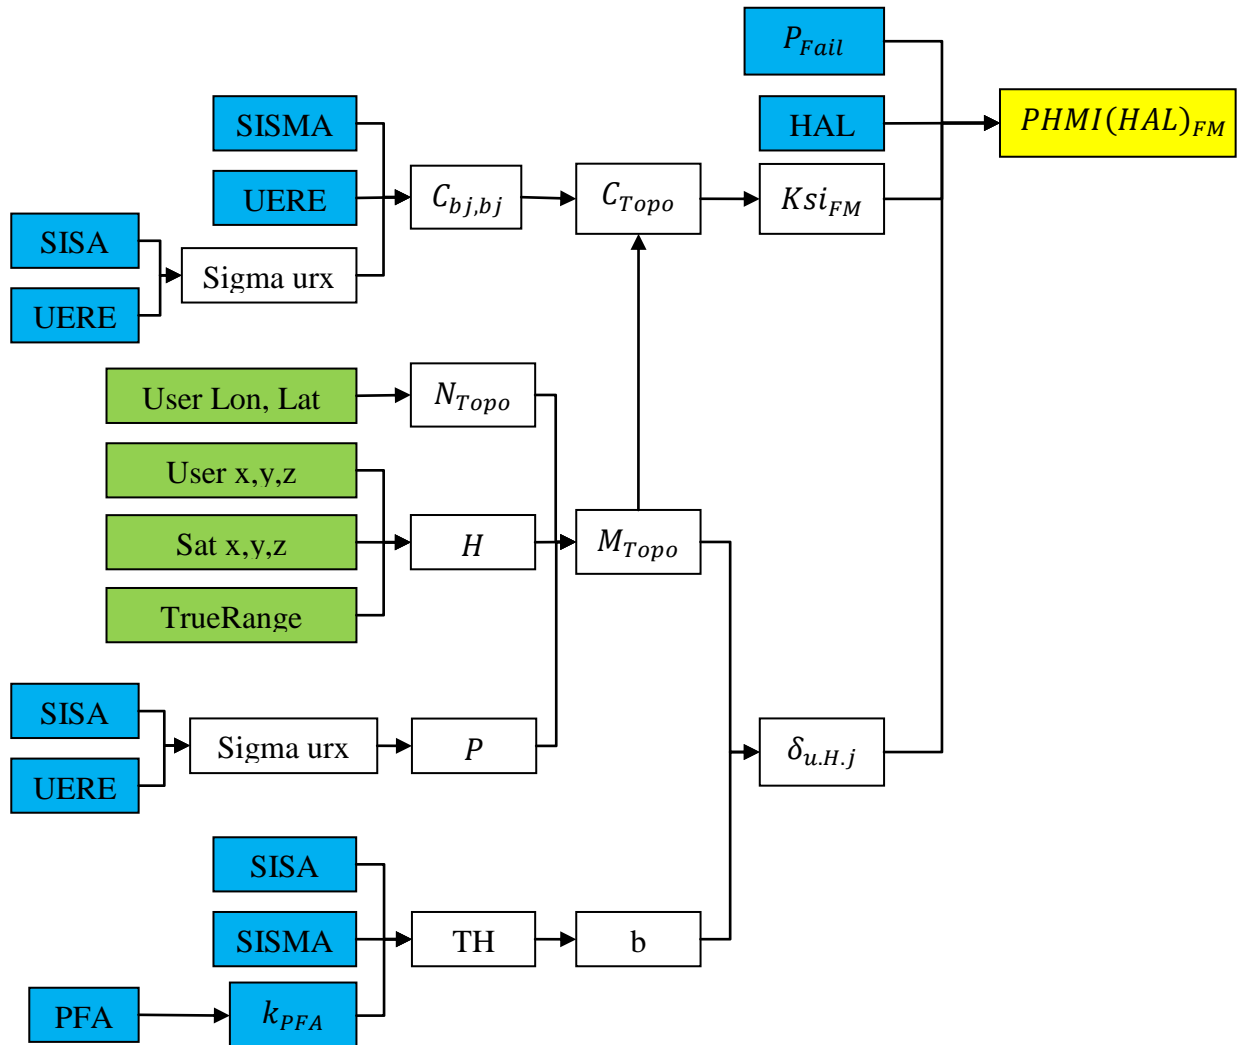 P_Fail
HAL
PHMI(HAL)_FM
SISMA
UERE
C_bj,bj
C_Topo
Ksi_FM
SISA
UERE
Sigma urx
User Lon, Lat
N_Topo
User x,y,z
Sat x,y,z
H
M_Topo
TrueRange
SISA
UERE
Sigma urx
P
δ_u.H.j
SISA
SISMA
TH
b
PFA
k_PFA